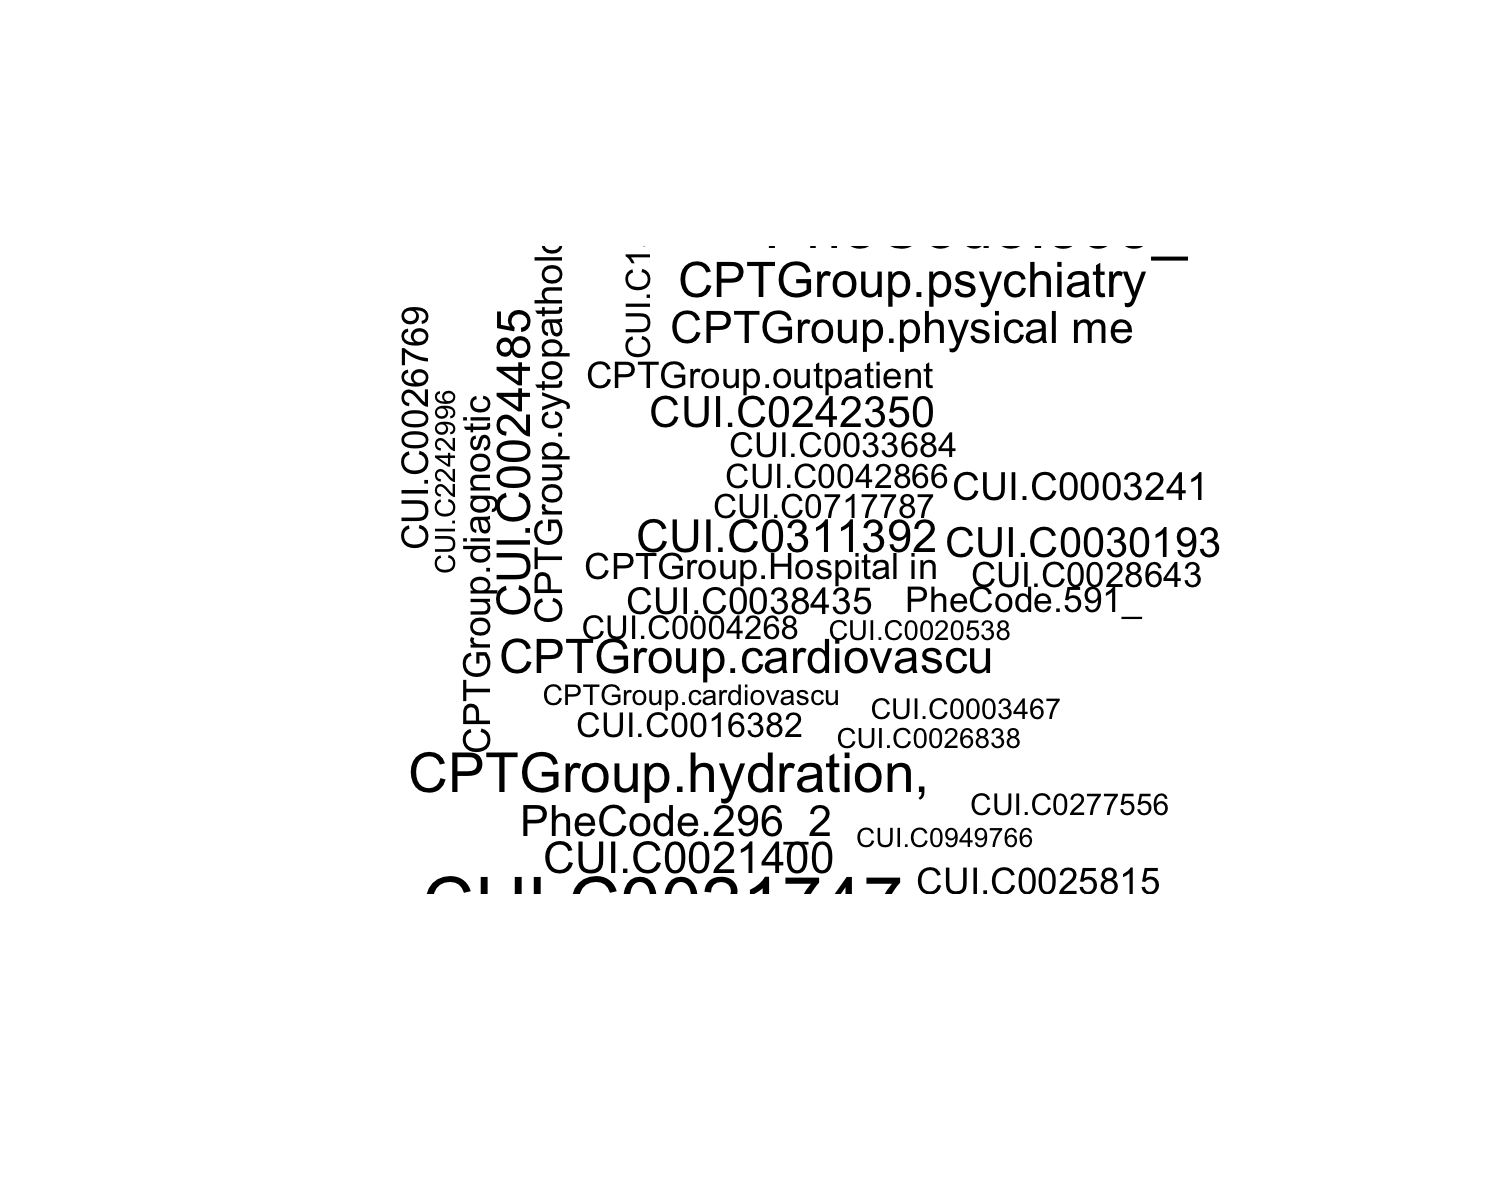 CPTGroup.psychiatry
CPTGroup.physical me
CUI.C0026769
CUI.C2242996
CPTGroup.diagnostic
CUI.C0024485
CUI.C1
CPTGroup.outpatient
CUI.C0242350
CUI.C0033684
CUI.C0042866
CUI.C0003241
CUI.C0717787
CUI.C0311392
CUI.C0030193
CPTGroup.Hospital in
CUI.C0028643
CUI.C0038435
PheCode.591_
CUI.C0004268
CUI.C0020538
CPTGroup.cardiovascu
CPTGroup.cardiovascu
CUI.C0003467
CUI.C0016382
CUI.C0026838
CPTGroup.hydration,
CUI.C0277556
PheCode.296_2
CUI.C0949766
CUI.C0021400
CUI.C0025815